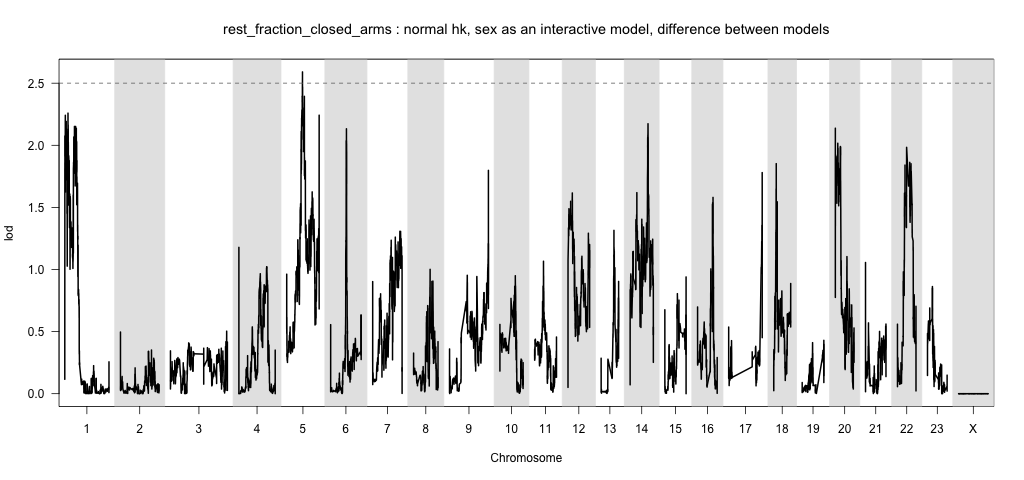 rest_fraction_closed_arms : normal hk, sex as an interactive model, difference between models
2.5
2.0
1.5
1.0
0.5
0.0
lod
1 2 3 4 5 6 7 8 9 10 11 12 13 14 15 16 17 18 19 20 21 22 23 X
Chromosome